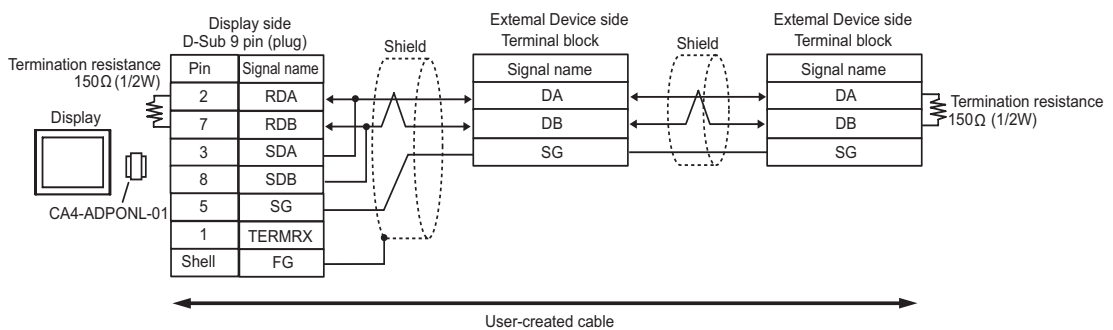 Display side
D-Sub 9 pin (plug)
External Device side
Terminal block
External Device side
Terminal block
Shield
Shield
Termination resistance
150Ω (1/2W)
Display
CA4-ADPONL-01
Pin Signal name
2 RDA
7 RDB
3 SDA
8 SDB
5 SG
1 TERMRX
Shell FG
Signal name
DA
DB
SG
Signal name
DA
DB
SG
Termination resistance
150Ω (1/2W)
User-created cable